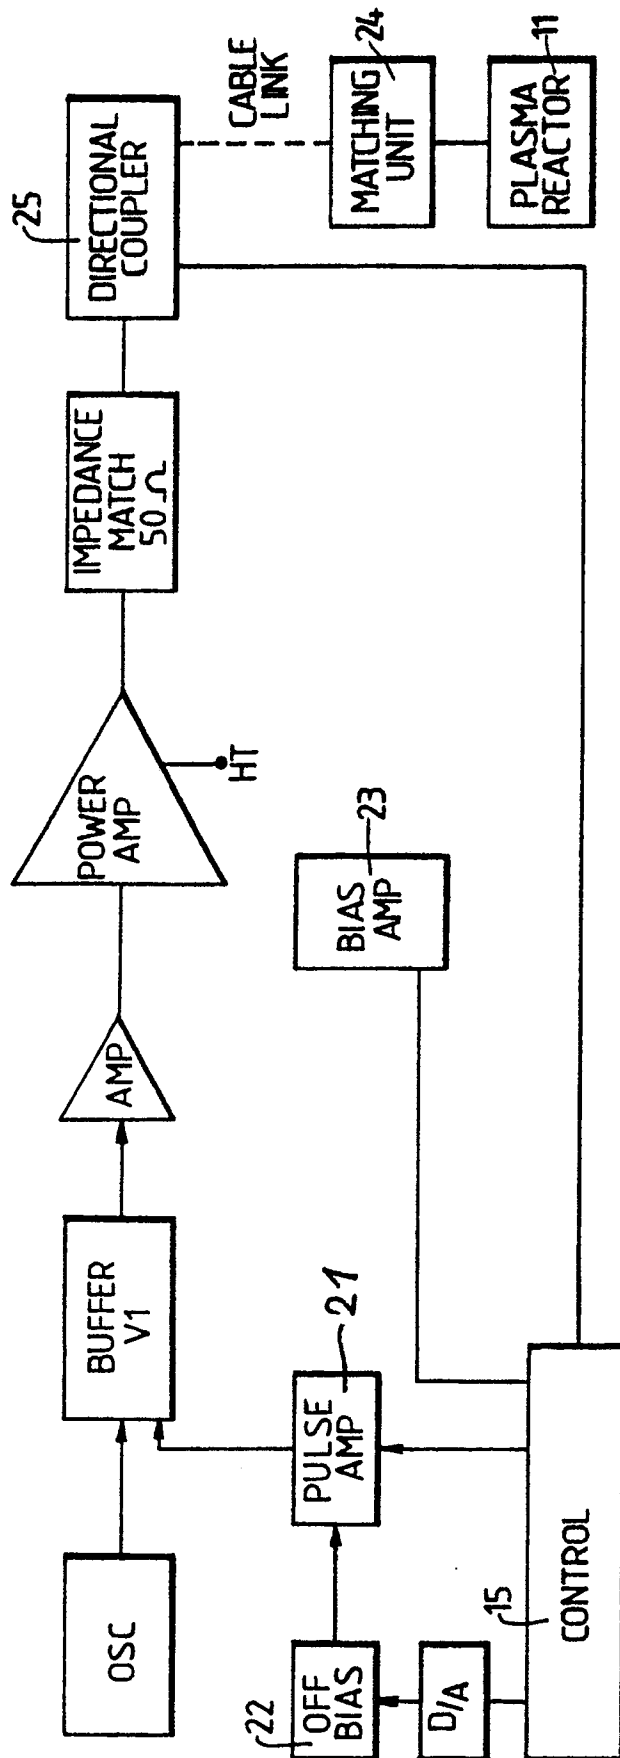 OSC
BUFFER
V1
AMP
POWER
AMP
HT
IMPEDANCE
MATCH
50 Ω
25
DIRECTIONAL
COUPLER
CABLE
LINK
24
MATCHING
UNIT
11
PLASMA
REACTOR
22
OFF
BIAS
21
PULSE
AMP
23
BIAS
AMP
D/A
15
CONTROL